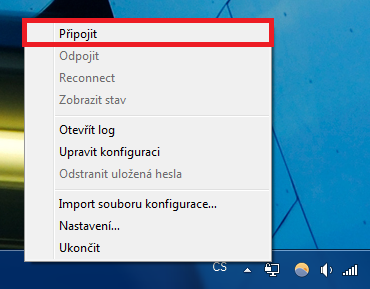 Připojit
Odpojit
Reconnect
Zobrazit stav
Otevřít log
Upravit konfiguraci
Odstranit uložená hesla
Import souboru konfigurace...
Nastavení...
Ukončit
CS